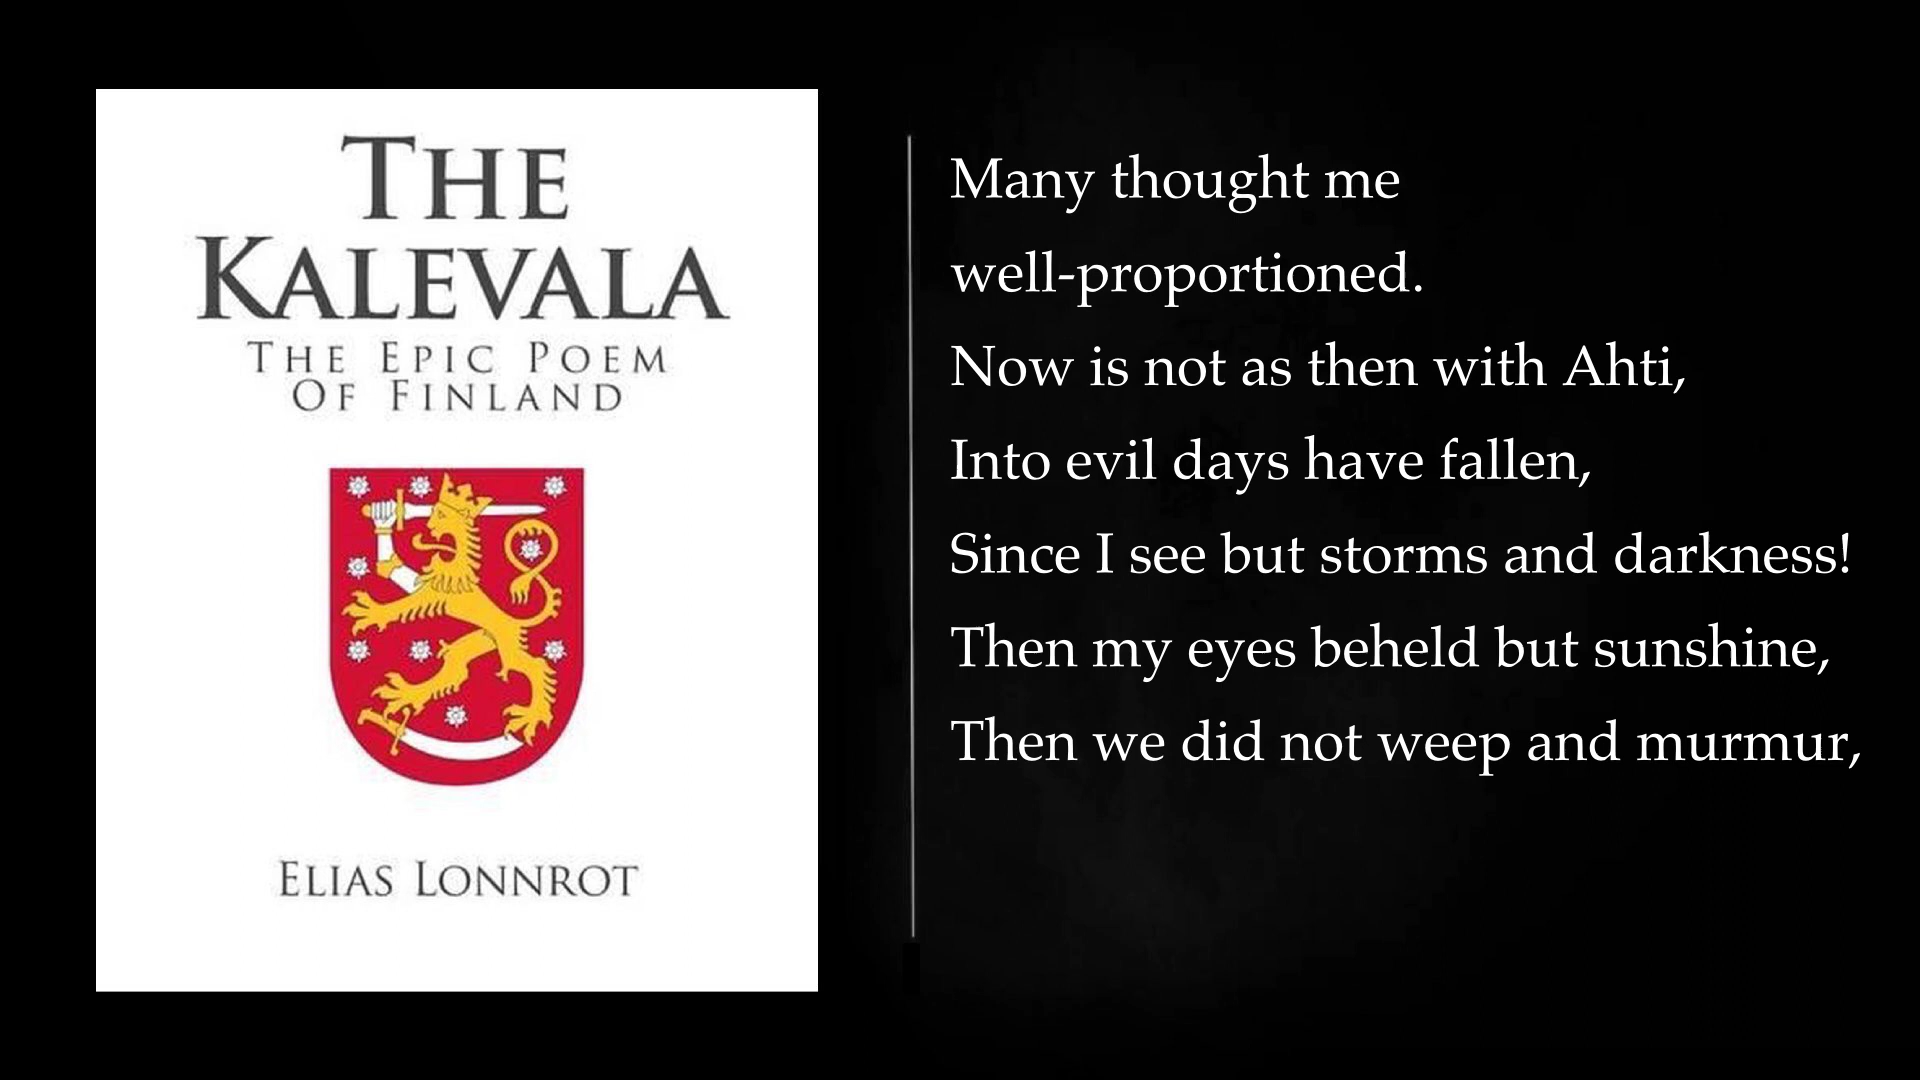 THE
KALEVALA
THE EPIC POEM
OF FINLAND
ELIAS LONNROT
Many thought me
well-proportioned.
Now is not as then with Ahti,
Into evil days have fallen,
Since I see but storms and darkness!
Then my eyes beheld but sunshine,
Then we did not weep and murmur,